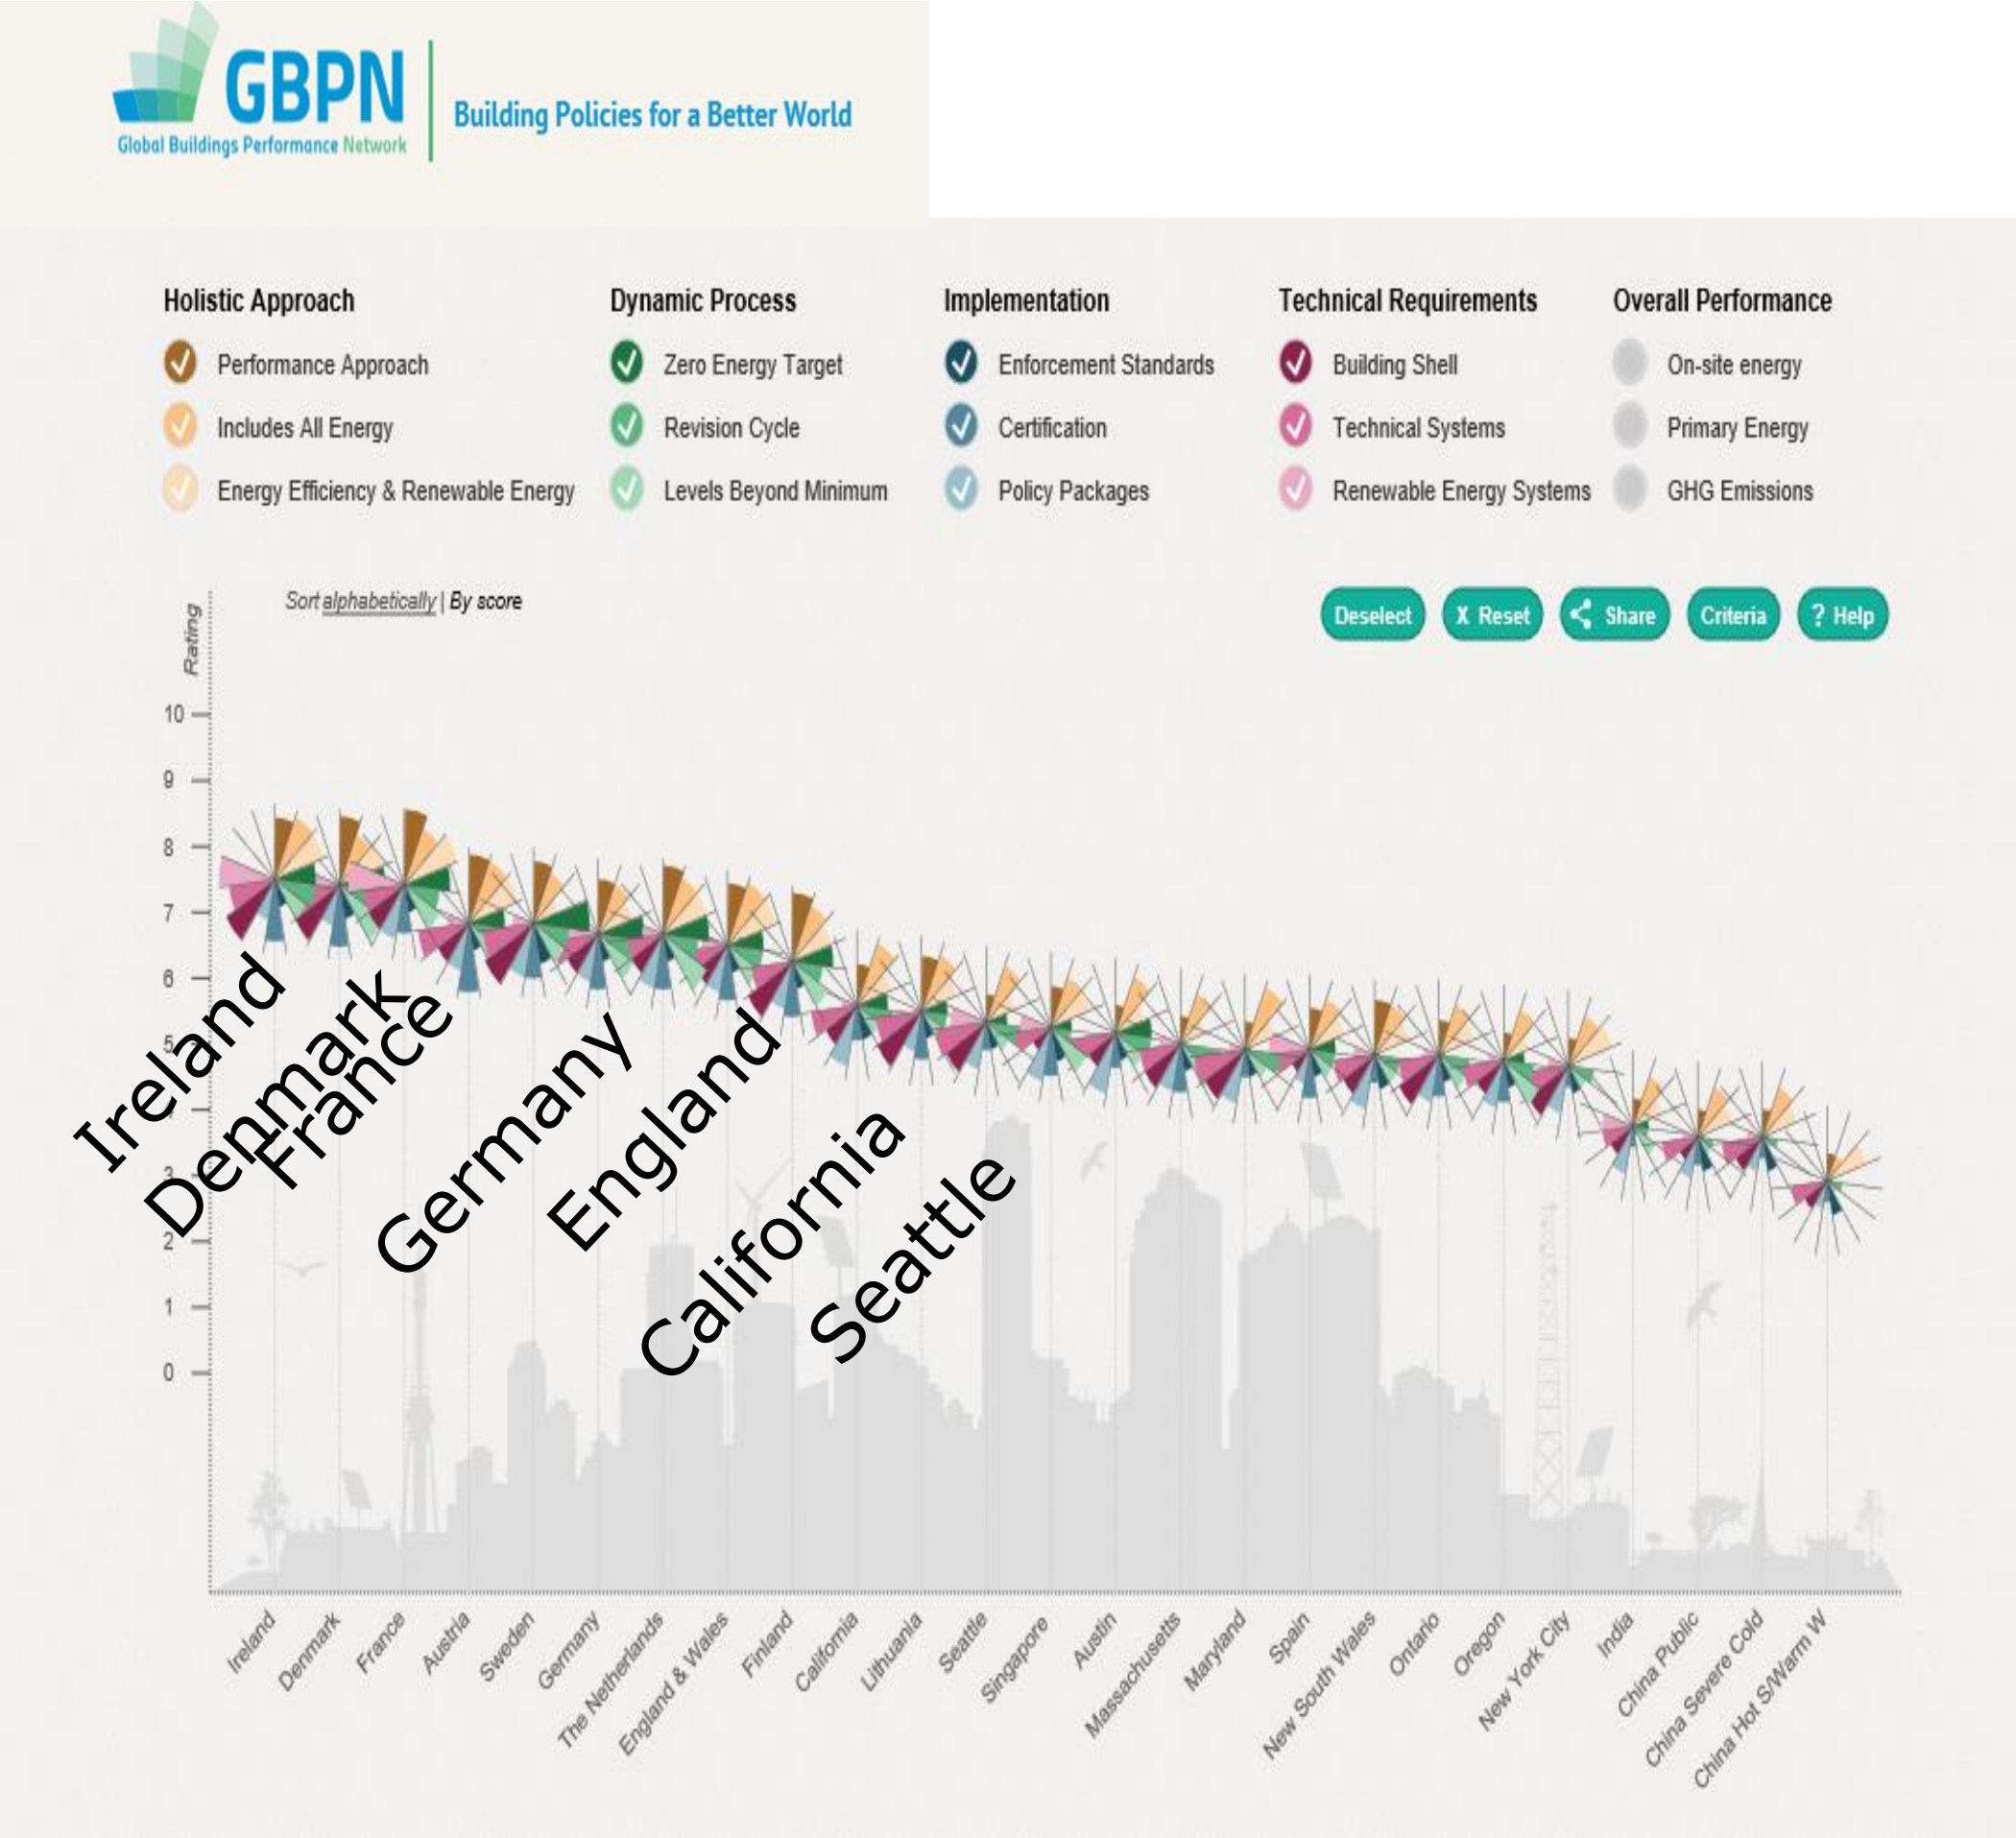 GBPN
Global Buildings Performance Network
Building Policies for a Better World
Holistic Approach
Performance Approach
Includes All Energy
Energy Efficiency & Renewable Energy
Dynamic Process
Zero Energy Target
Revision Cycle
Levels Beyond Minimum
Implementation
Enforcement Standards
Certification
Policy Packages
Technical Requirements
Building Shell
Technical Systems
Renewable Energy Systems
Overall Performance
On-site energy
Primary Energy
GHG Emissions
Sort alphabetically | By score
Deselect
X Reset
Share
Criteria
? Help
Rating
10
9
8
7
6
5
4
3
2
1
0
Ireland
Denmark
France
Germany
England
California
Seattle
Ireland
Denmark
France
Austria
Sweden
Germany
The Netherlands
England & Wales
Finland
California
Lithuania
Seattle
Singapore
Austin
Massachusetts
Maryland
Spain
New South Wales
Ontario
Oregon
New York City
India
China Public
China Severe Cold
China Hot S/Warm W